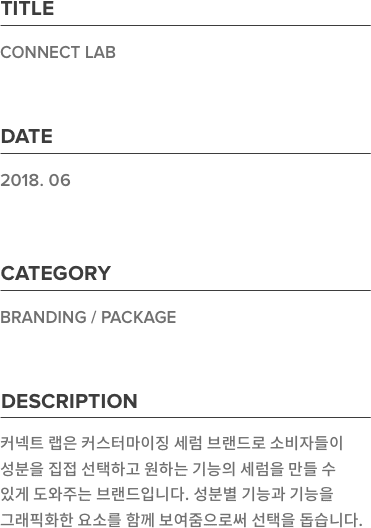 TITLE
CONNECT LAB
DATE
2018. 06
CATEGORY
BRANDING / PACKAGE
DESCRIPTION
커넥트 랩은 커스터마이징 세럼 브랜드로 소비자들이
성분을 직접 선택하고 원하는 기능의 세럼을 만들 수
있게 도와주는 브랜드입니다. 성분별 기능과 기능을
그래픽화한 요소를 함께 보여줌으로써 선택을 돕습니다.